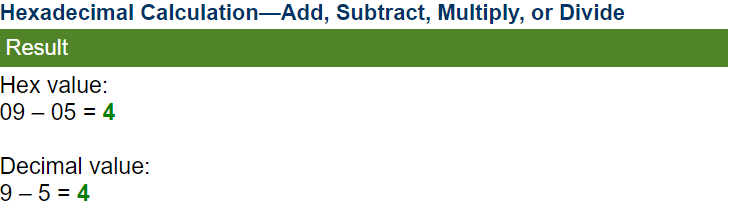 Hexadecimal Calculation—Add, Subtract, Multiply, or Divide
Result
Hex value:
09 – 05 = 4
Decimal value:
9 – 5 = 4